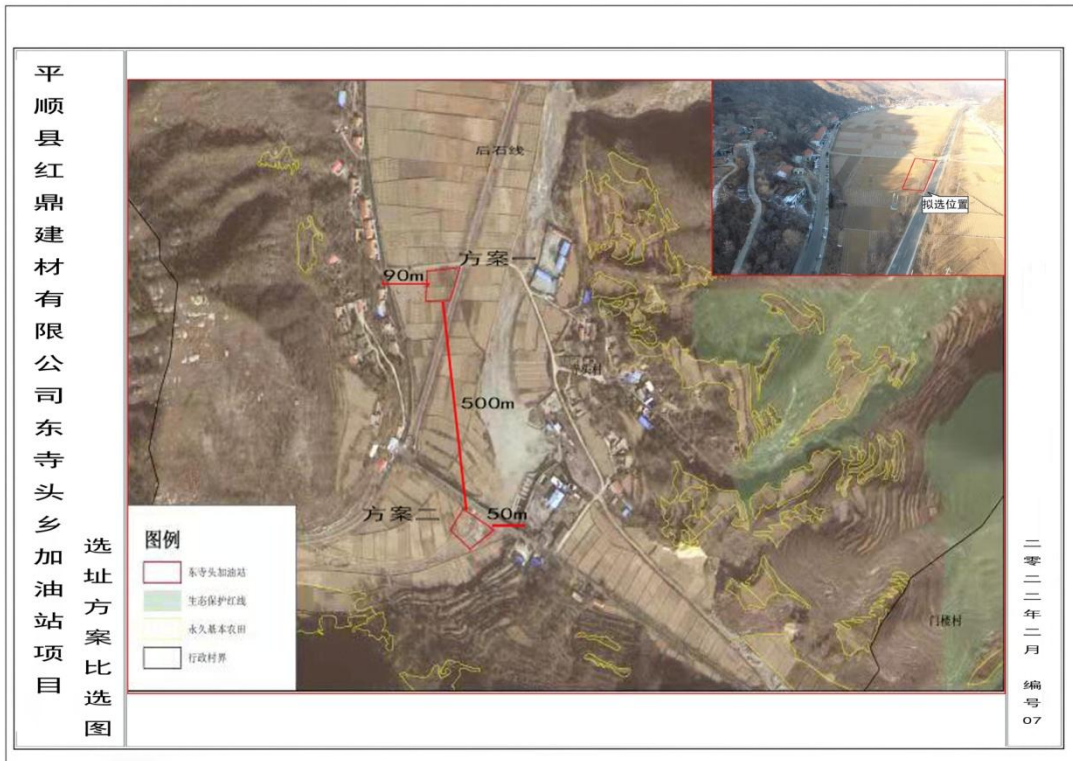 平顺县红鼎建材有限公司东寺头乡加油站项目
选址方案比选图
后石线
拟选位置
方案一
90m
500m
寺头村
方案二
50m
图例
东寺头加油站
生态保护红线
永久基本农田
行政村界
门楼村
二零二二年二月 编号07